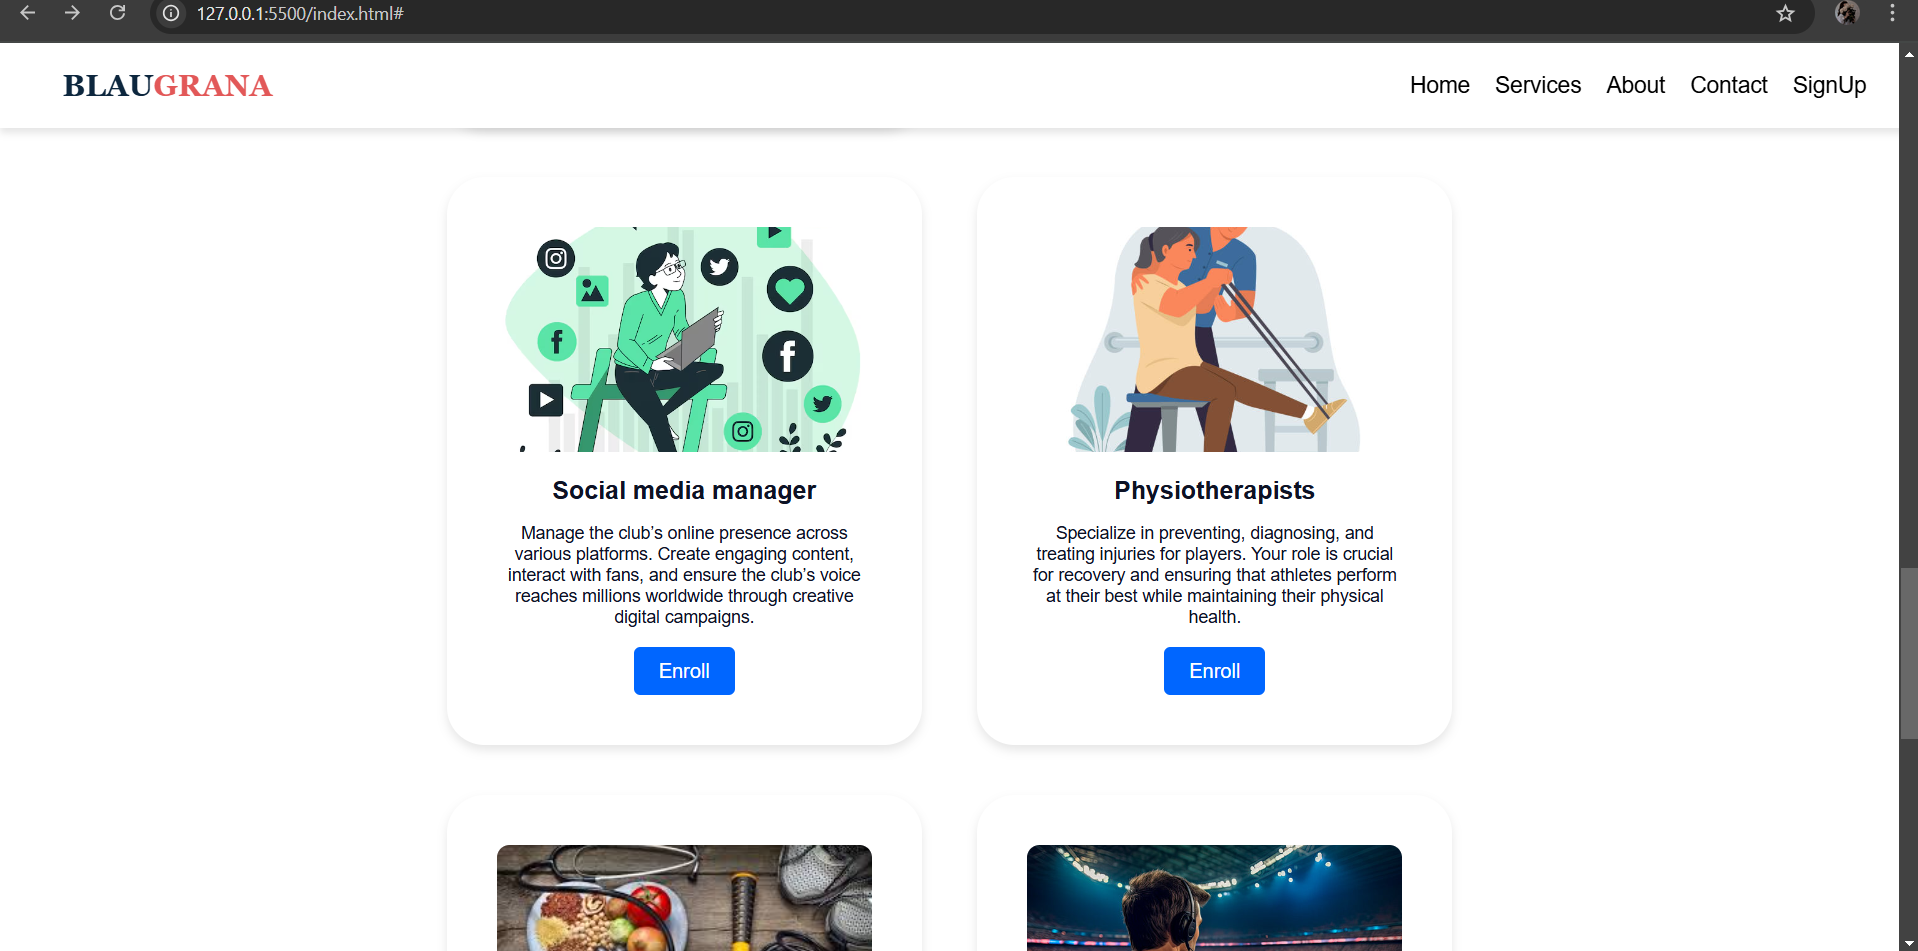 127.0.0.1:5500/index.html#
BLAUGRANA
Home Services About Contact SignUp
Social media manager
Manage the club’s online presence across
various platforms. Create engaging content,
interact with fans, and ensure the club’s voice
reaches millions worldwide through creative
digital campaigns.
Enroll
Physiotherapists
Specialize in preventing, diagnosing, and
treating injuries for players. Your role is crucial
for recovery and ensuring that athletes perform
at their best while maintaining their physical
health.
Enroll